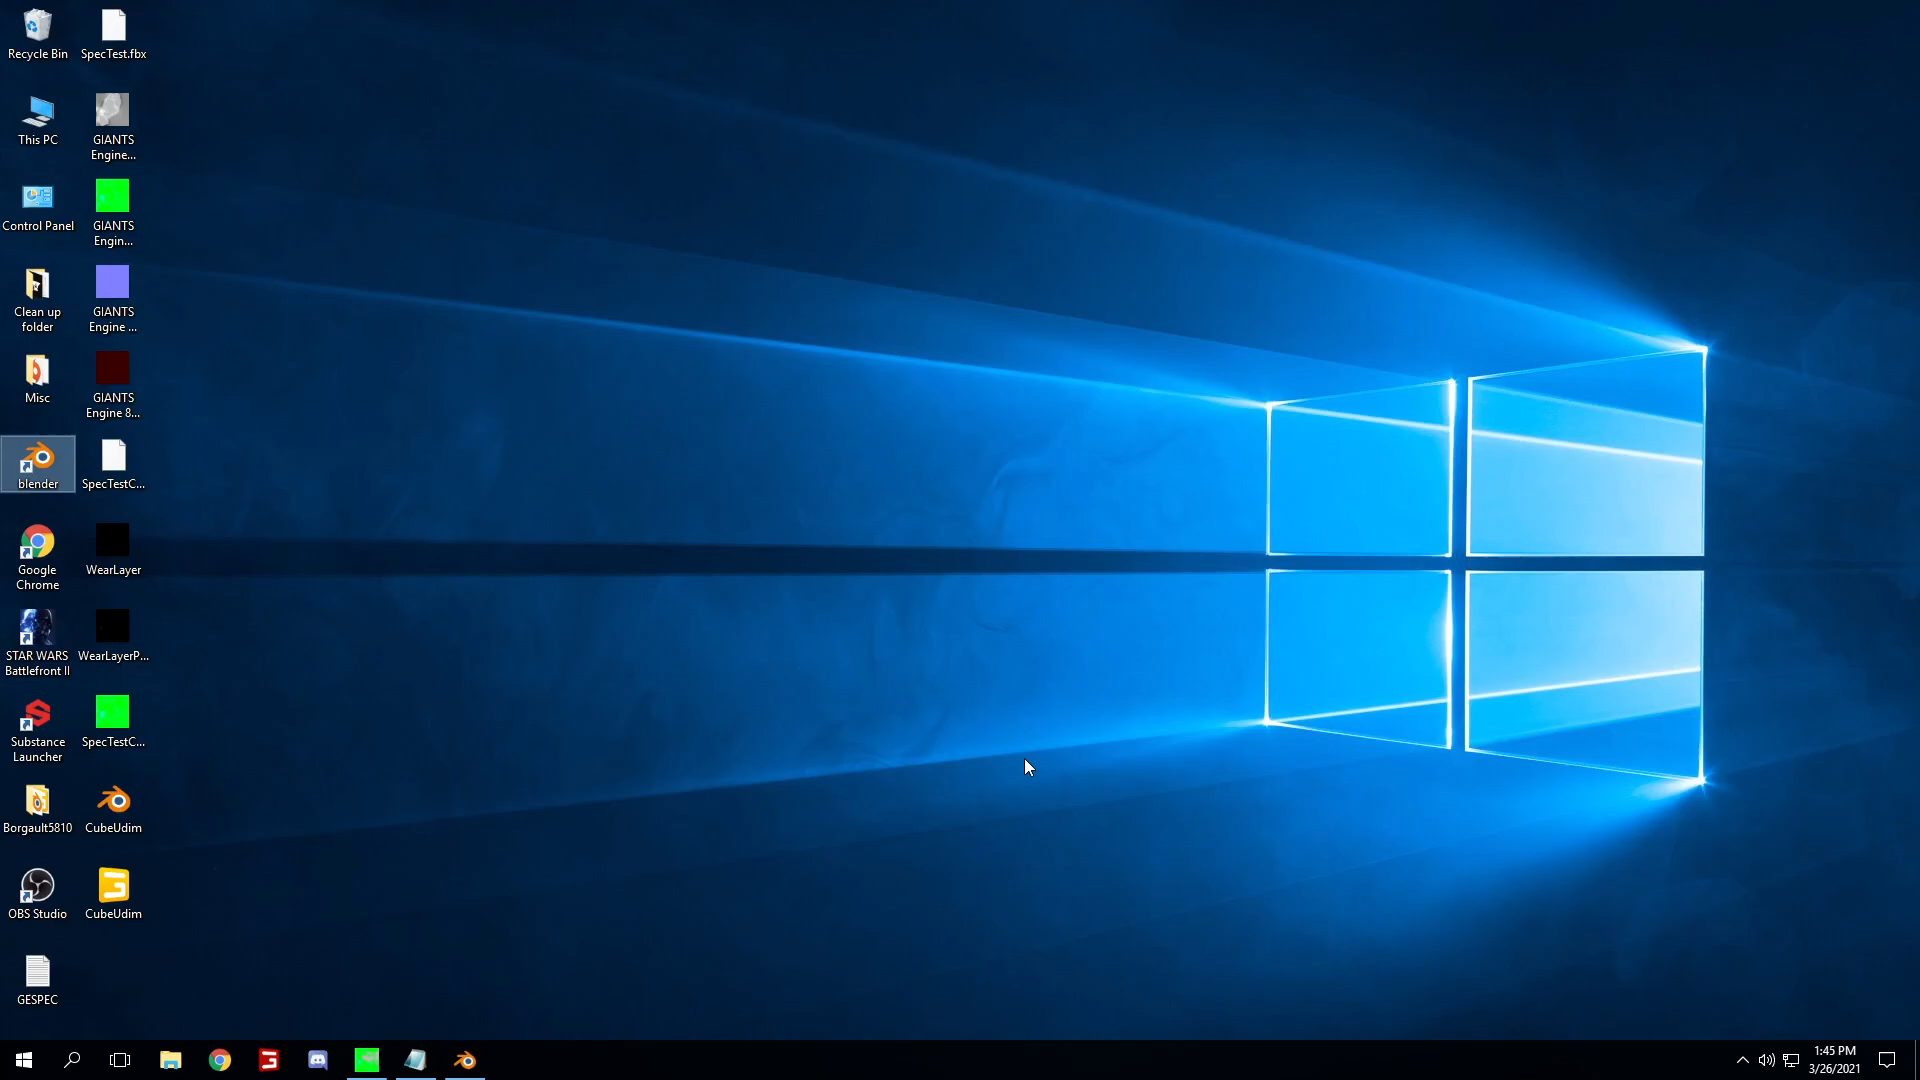 Recycle Bin
SpecTest.fbx
This PC
GIANTS
Engine...
Control Panel
GIANTS
Engin...
Clean up
folder
GIANTS
Engine ...
Misc
GIANTS
Engine 8...
blender
SpecTestC...
Google
Chrome
WearLayer
STAR WARS
Battlefront II
WearLayerP...
Substance
Launcher
SpecTestC...
Borgault5810
CubeUdim
OBS Studio
CubeUdim
GESPEC
1:45 PM
3/26/2021